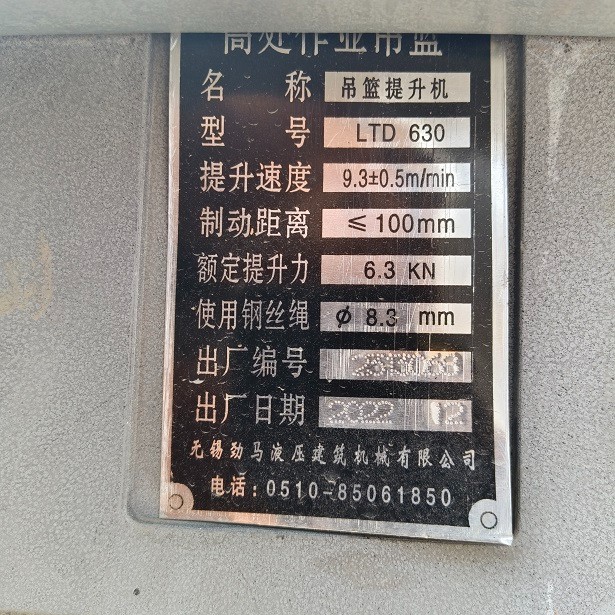 高处作业吊篮
名 称 吊篮提升机
型 号 LTD 630
提升速度 9.3±0.5m/min
制动距离 ≤100mm
额定提升力 6.3 KN
使用钢丝绳 φ 8.3 mm
出厂编号
出厂日期 2022 12
无锡劲马液压建筑机械有限公司
电话:0510-85061850